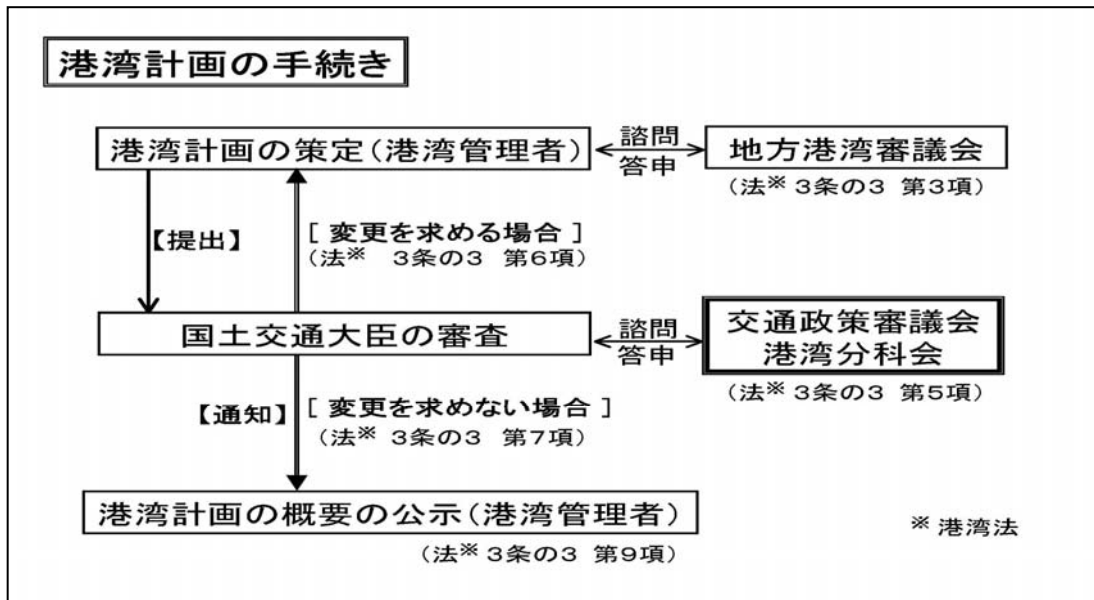 港湾計画の手続き
港湾計画の策定(港湾管理者)
諮問
答申
地方港湾審議会
(法※ 3条の3 第3項)
【提出】
[ 変更を求める場合 ]
(法※ 3条の3 第6項)
国土交通大臣の審査
諮問
答申
交通政策審議会
港湾分科会
(法※ 3条の3 第5項)
【通知】
[ 変更を求めない場合 ]
(法※ 3条の3 第7項)
港湾計画の概要の公示(港湾管理者)
(法※ 3条の3 第9項)
※ 港湾法